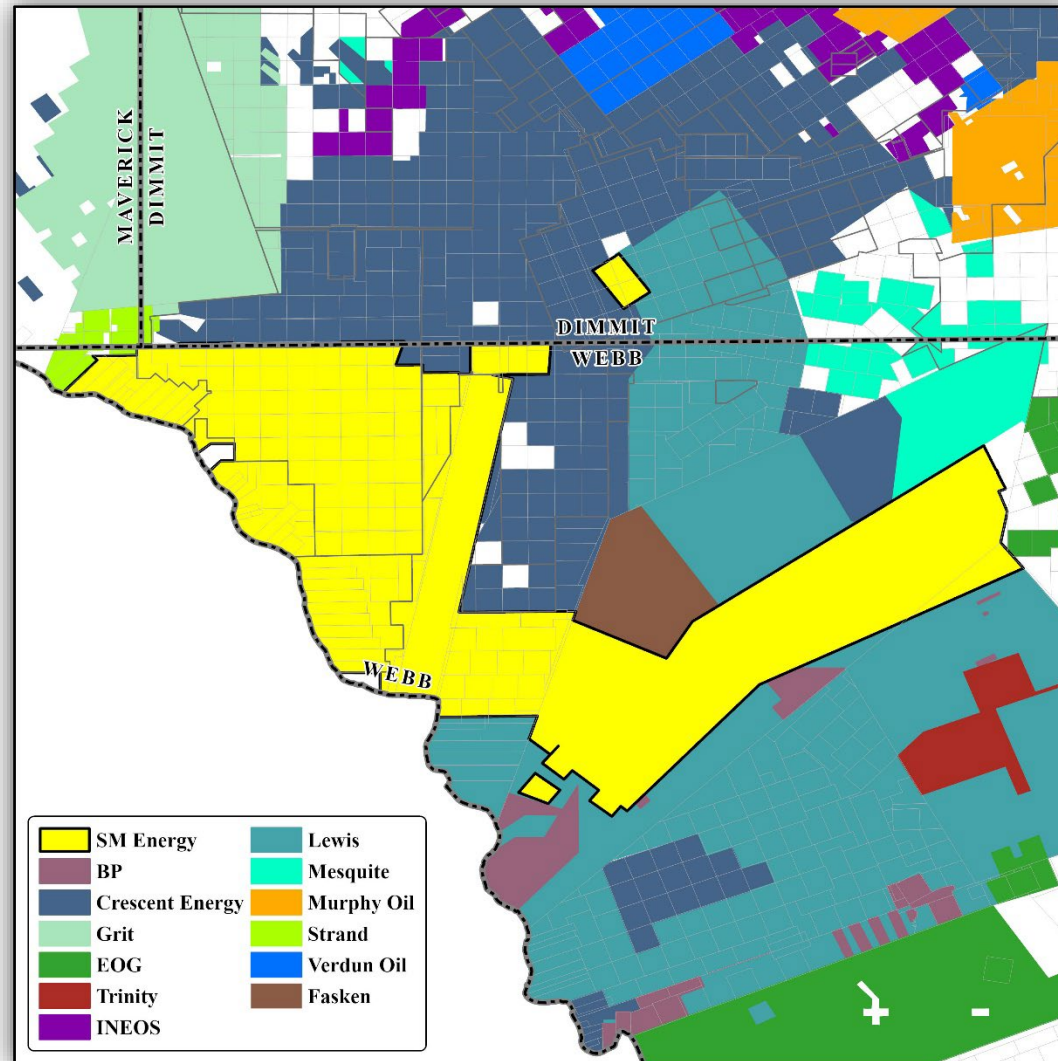 MAVERICK
DIMMIT
DIMMIT
WEBB
WEBB
SM Energy
BP
Crescent Energy
Grit
EOG
Trinity
INEOS
Lewis
Mesquite
Murphy Oil
Strand
Verdun Oil
Fasken